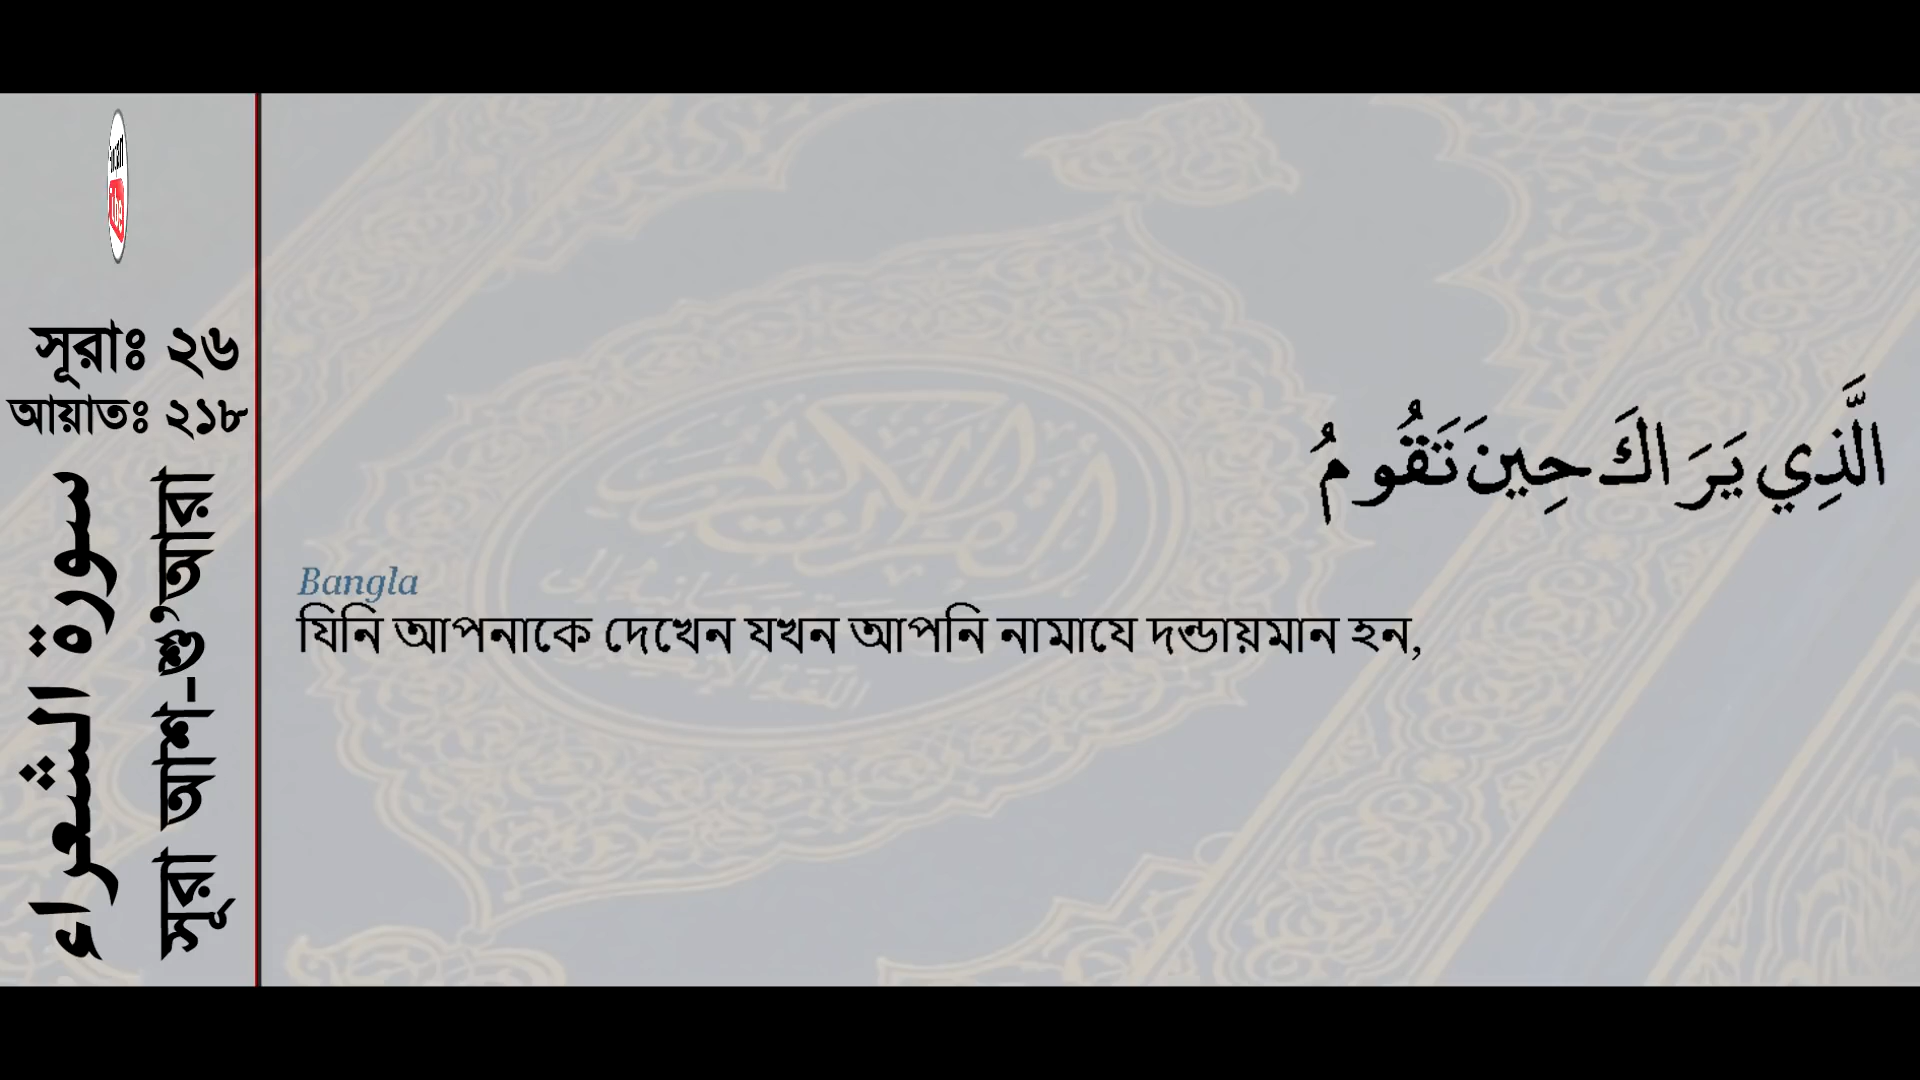 সূরাঃ ২৬
আয়াতঃ ২১৮
سورة الشعراء
সূরা আশ-শু’আরা
الَّذِي يَرَاكَ حِينَ تَقُومُ
Bangla
যিনি আপনাকে দেখেন যখন আপনি নামাযে দন্ডায়মান হন,